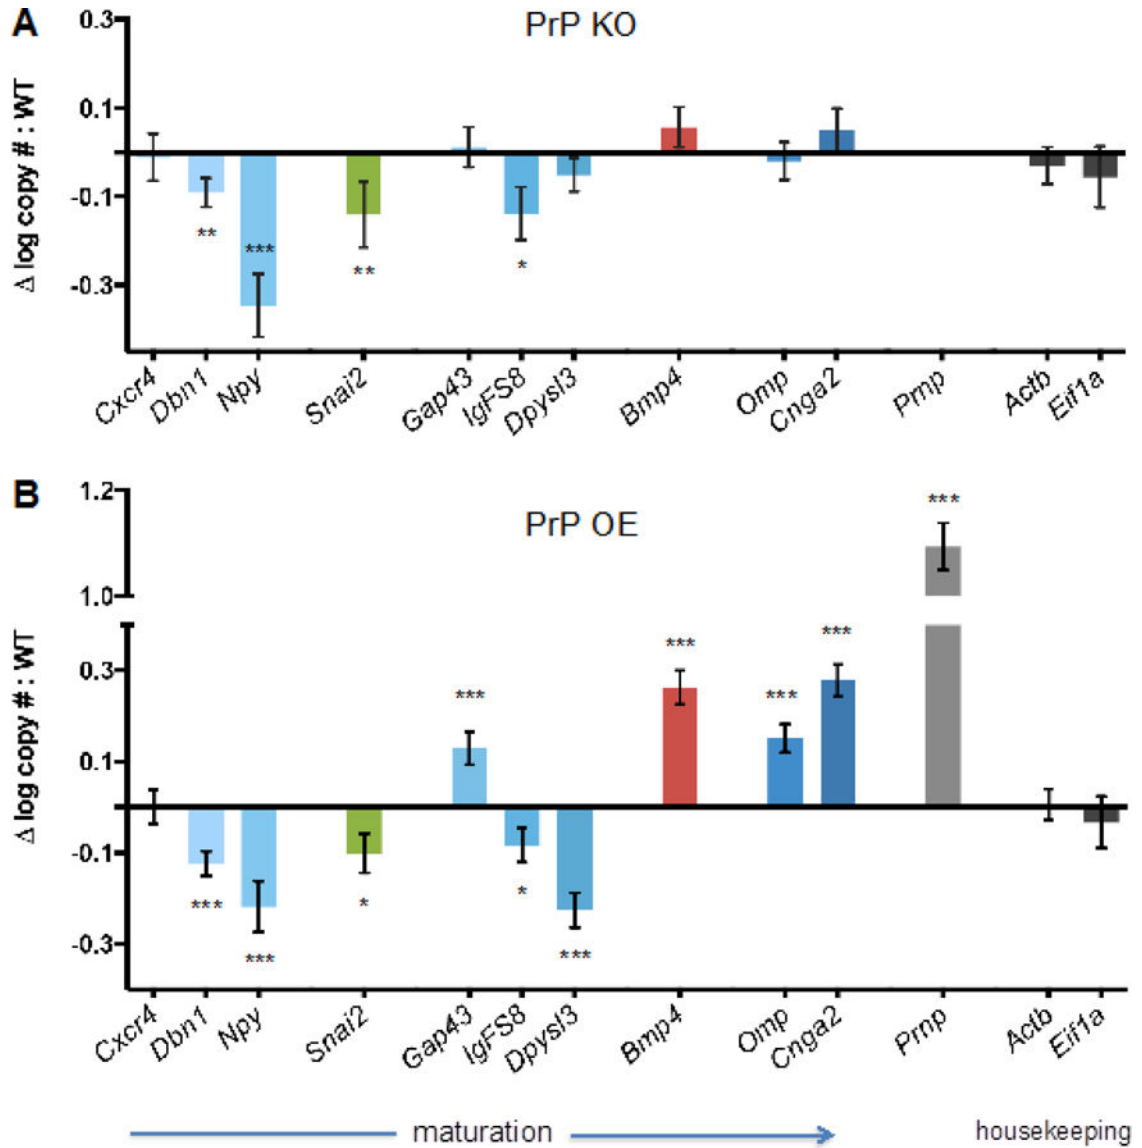 A
PrP KO
0.3
0.1
-0.1
-0.3
Δ log copy # : WT
** *** ** *
Cxcr4 Dbn1 Npy Snai2 Gap43 IgFS8 Dpysl3 Bmp4 Omp Cnga2 Prnp Actb Eif1a
B
PrP OE
1.2
1.0
0.3
0.1
-0.1
-0.3
Δ log copy # : WT
*** *** * *** * *** *** *** *** ***
Cxcr4 Dbn1 Npy Snai2 Gap43 IgFS8 Dpysl3 Bmp4 Omp Cnga2 Prnp Actb Eif1a
maturation housekeeping